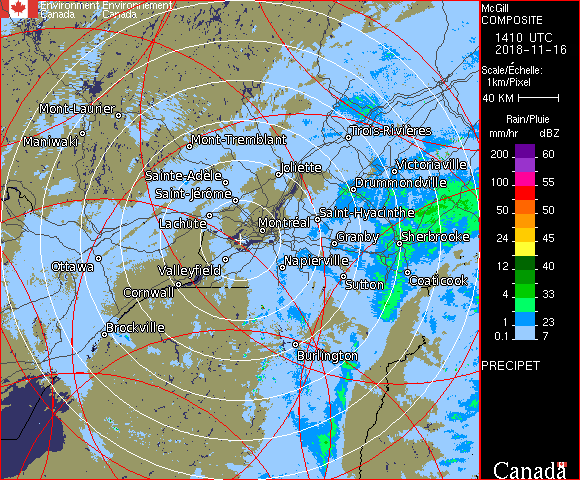 Environment Environnement
Canada Canada
McGill
COMPOSITE
1410 UTC
2018-11-16
Scale/Échelle:
1km/Pixel
40 KM
Rain/Pluie
mm/hr dBZ
200 60
100 55
50 50
24 45
12 40
4 33
1 23
0.1 7
PRECIPET
Canada
Mont-Laurier
Maniwaki
Mont-Tremblant
Trois-Rivières
Joliette
Victoriaville
Sainte-Adèle
Drummondville
Saint-Jérôme
Lachute
Saint-Hyacinthe
Montréal
Granby
Sherbrooke
Ottawa
Valleyfield
Napierville
Coaticook
Cornwall
Sutton
Brockville
Burlington